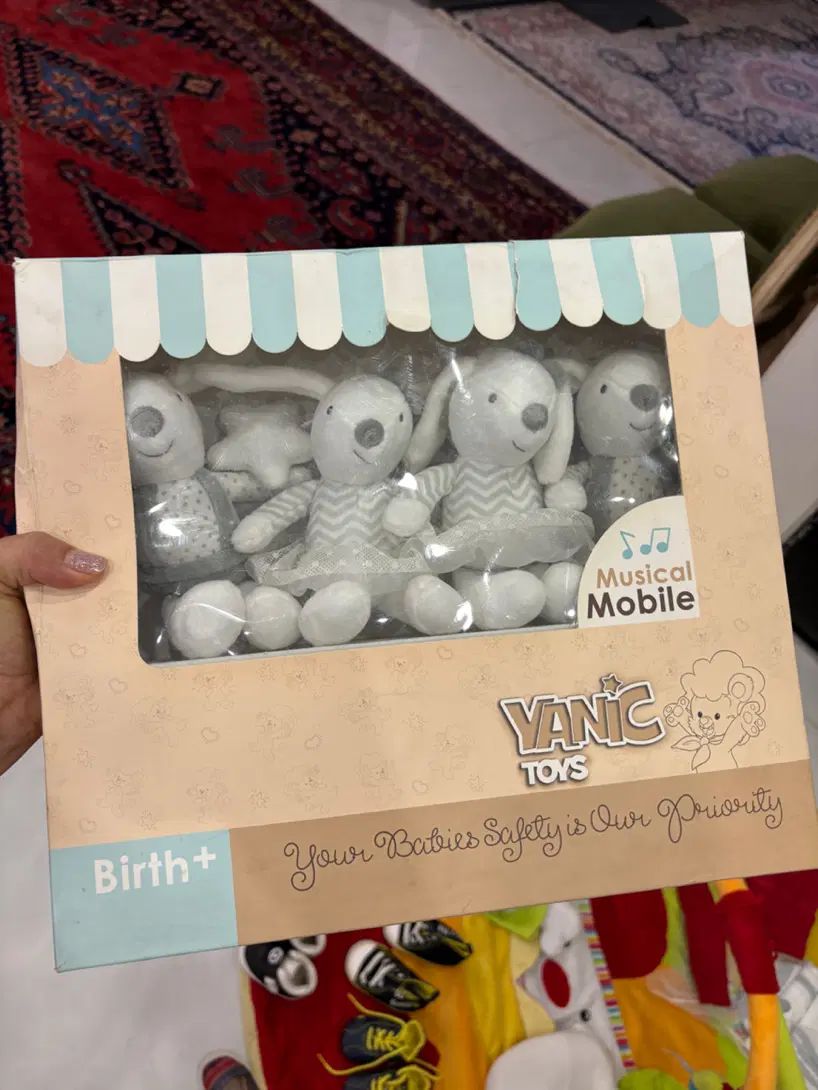 Musical
Mobile
YANiC
TOYS
Birth+
Your Babies Safety is Our Priority